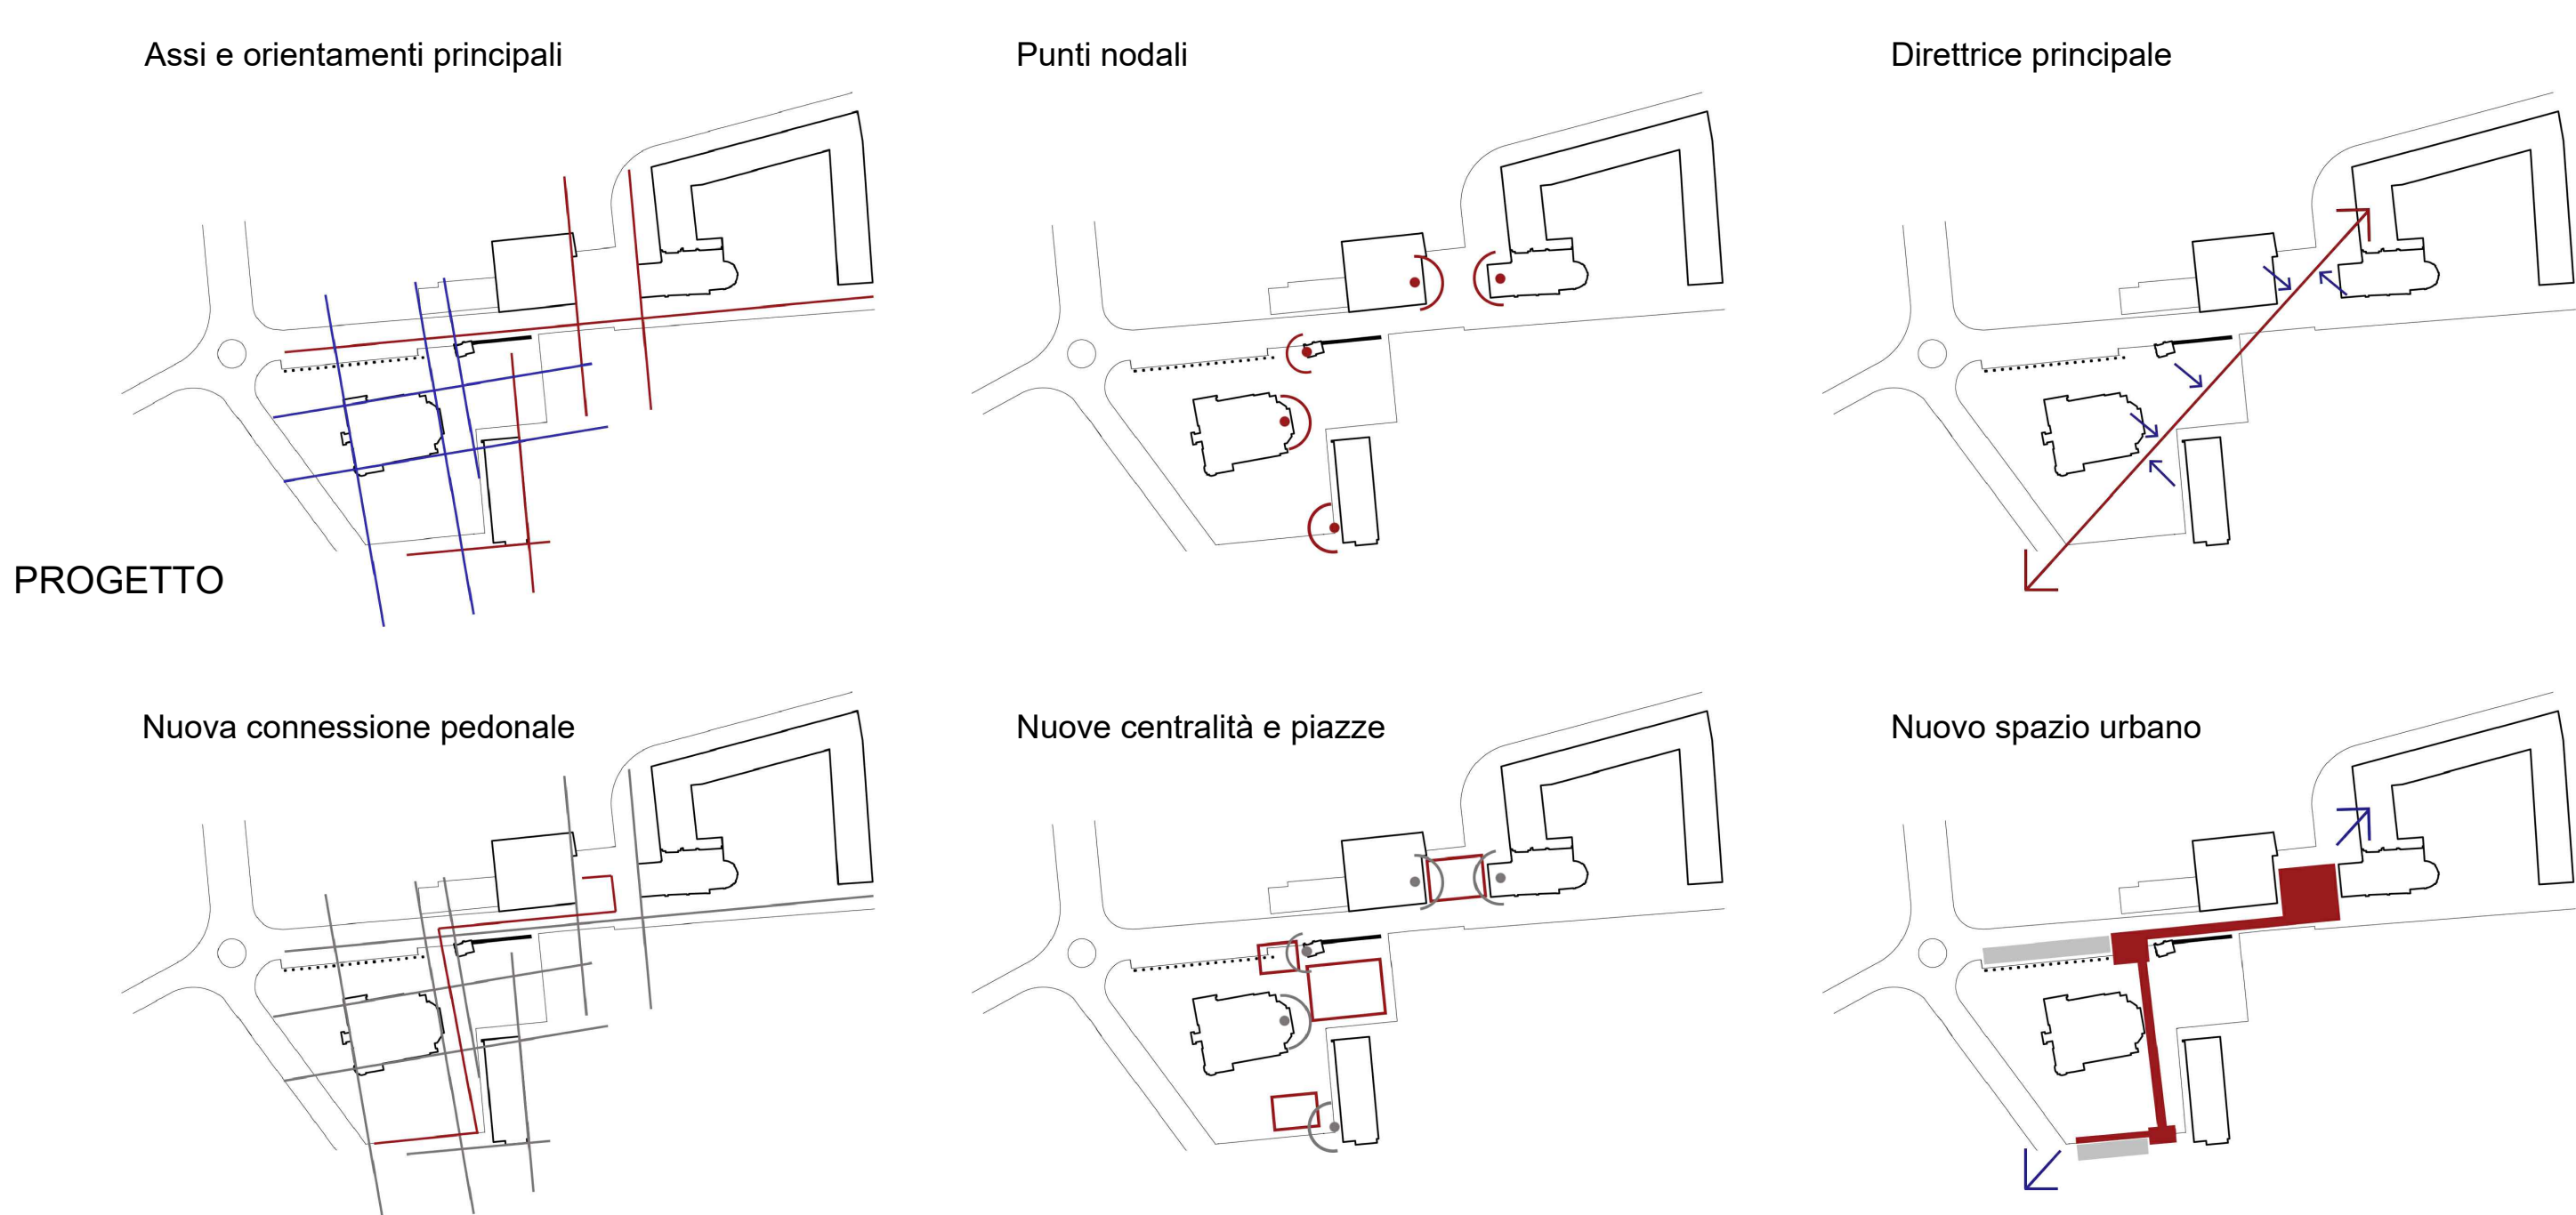 Assi e orientamenti principali
Punti nodali
Direttrice principale
PROGETTO
Nuova connessione pedonale
Nuove centralità e piazze
Nuovo spazio urbano